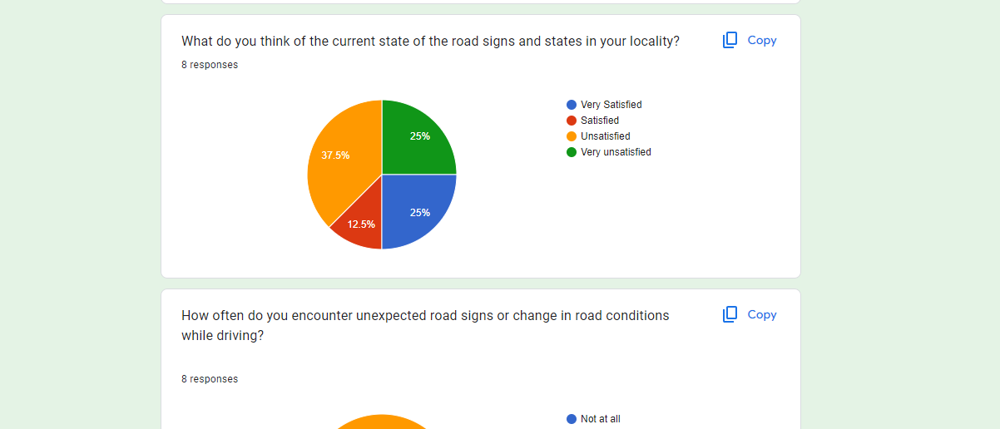 What do you think of the current state of the road signs and states in your locality?
Copy
8 responses
Very Satisfied
Satisfied
Unsatisfied
Very unsatisfied
25%
37.5%
25%
12.5%
How often do you encounter unexpected road signs or change in road conditions
while driving?
Copy
8 responses
Not at all